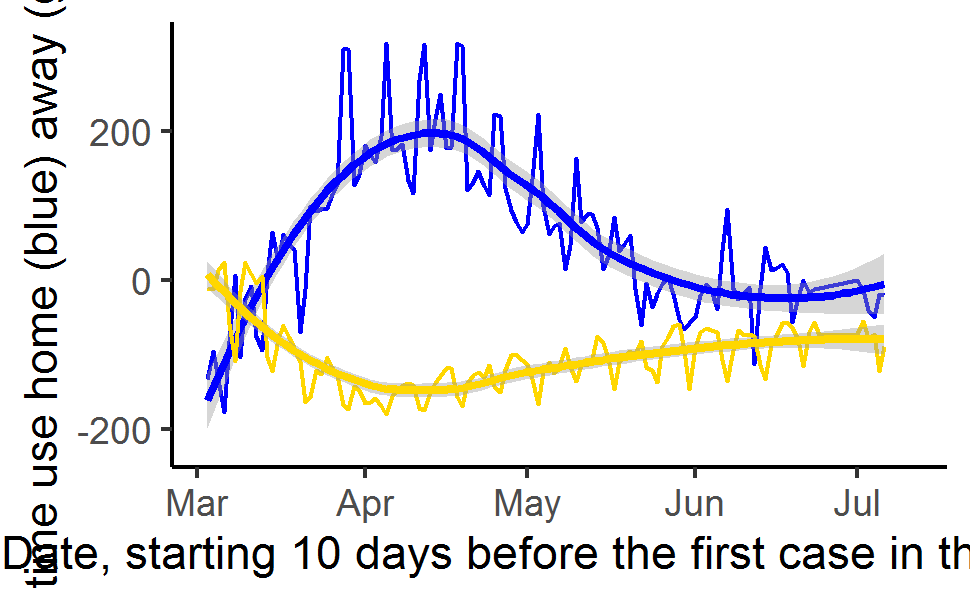 time use home (blue) away (
200
0
-200
Mar Apr May Jun Jul
Date, starting 10 days before the first case in th